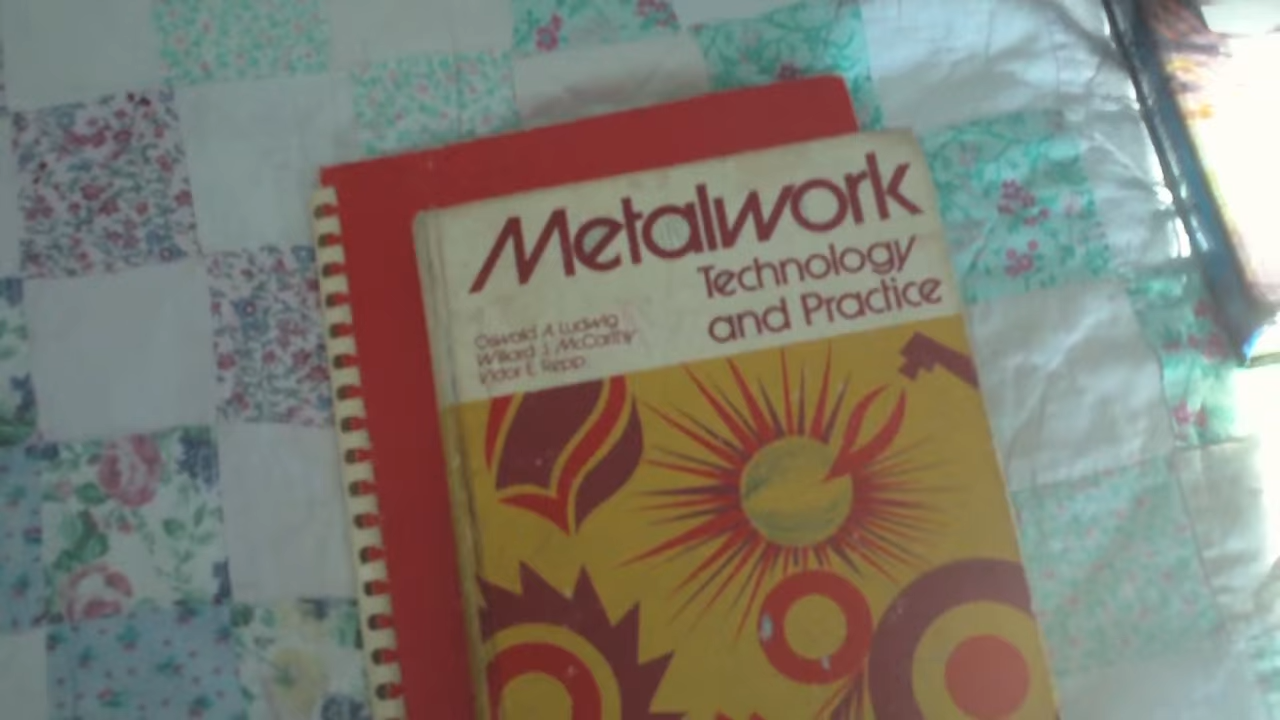 Metalwork
Technology
and Practice
Oswald A. Ludwig
Willard J. McCarthy
Victor E. Repp